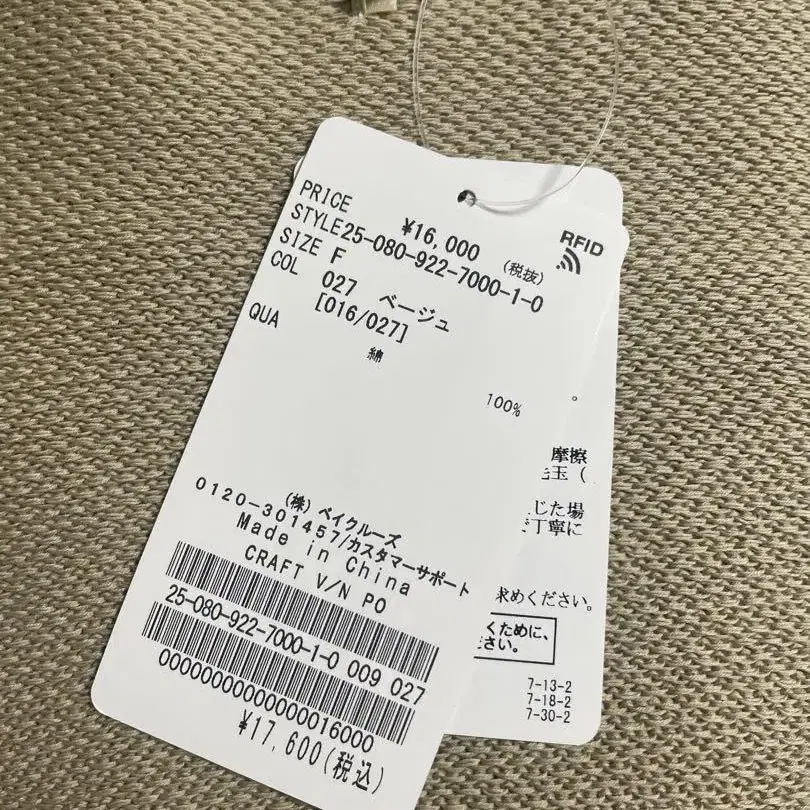 PRICE ¥16,000 (税抜)
RFID
STYLE25-080-922-7000-1-0
SIZE F
COL 027 ベージュ
[016/027]
QUA 綿
100%
(株) ベイクルーズ
0120-301457/カスタマーサポート
Made in China
CRAFT V/N PO
25-080-922-7000-1-0 009 027
0000000000000016000
¥17,600(税込)
。
摩擦
毛玉（
じた場
ご丁寧に
求めください。
くために、
ださい。
7-13-2
7-18-2
7-30-2